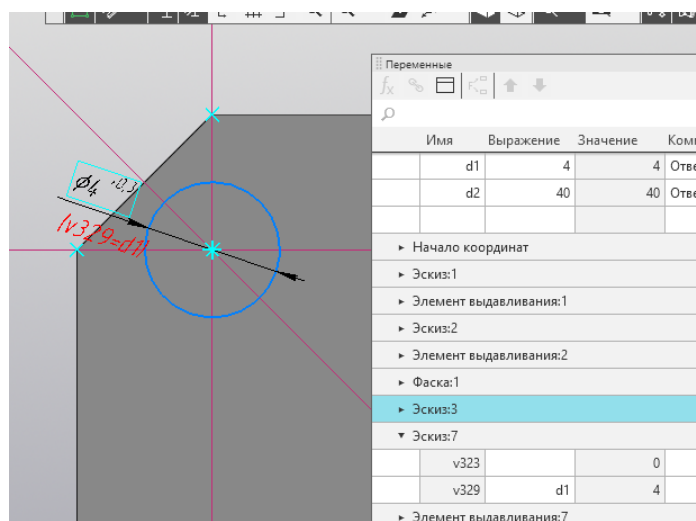 Переменные
Имя Выражение Значение
d1 4 4 Отве
d2 40 40 Отве
Начало координат
Эскиз:1
Элемент выдавливания:1
Эскиз:2
Элемент выдавливания:2
Фаска:1
Эскиз:3
Эскиз:7
v323 0
v329 d1 4
Элемент выдавливания:7
⌀4 +0,3
(v329=d1)